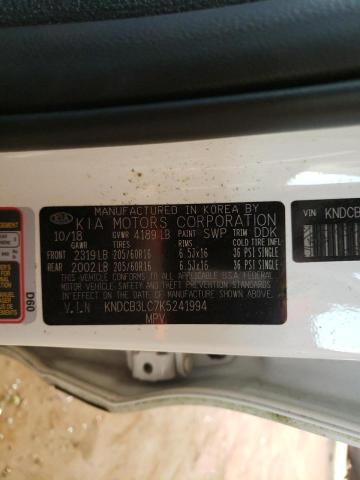 MANUFACTURED IN KOREA BY
KIA KIA MOTORS CORPORATION
10/18 GVWR 4189 LB PAINT SWP TRIM DDK
GAWR TIRES RIMS COLD TIRE INFL
FRONT 2319 LB 205/60R16 6.5Jx16 36 PSI SINGLE
REAR 2002 LB 205/60R16 6.5Jx16 36 PSI SINGLE
THIS VEHICLE CONFORMS TO ALL APPLICABLE U.S.A. FEDERAL
MOTOR VEHICLE SAFETY AND THEFT PREVENTION STANDARDS
IN EFFECT ON THE DATE OF MANUFACTURE SHOWN ABOVE.
V.I.N KNDCB3LC7K5241994
MPV
D60
VIN KNDCB